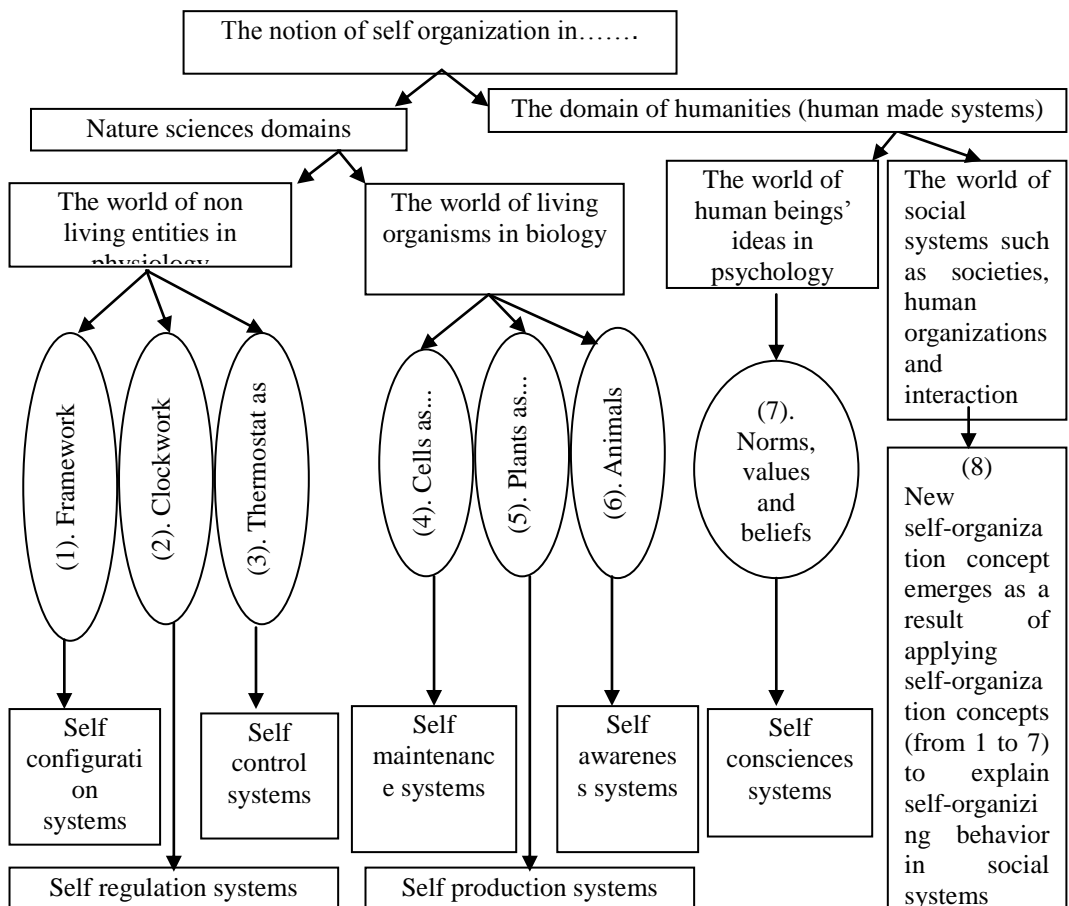 The notion of self organization in…….
The domain of humanities (human made systems)
Nature sciences domains
The world of non
living entities in
physiology
The world of living
organisms in biology
The world of
human beings’
ideas in
psychology
The world of
social
systems such
as societies,
human
organizations
and
interaction
(1). Framework
(2). Clockwork
(3). Thermostat as
(4). Cells as...
(5). Plants as...
(6). Animals
(7).
Norms,
values
and
beliefs
(8)
New
self-organiza
tion concept
emerges as a
result of
applying
self-organiza
tion concepts
(from 1 to 7)
to explain
self-organizi
ng behavior
in social
systems
Self
configurati
on
systems
Self
control
systems
Self
maintenanc
e systems
Self
awarenes
s systems
Self
consciences
systems
Self regulation systems
Self production systems